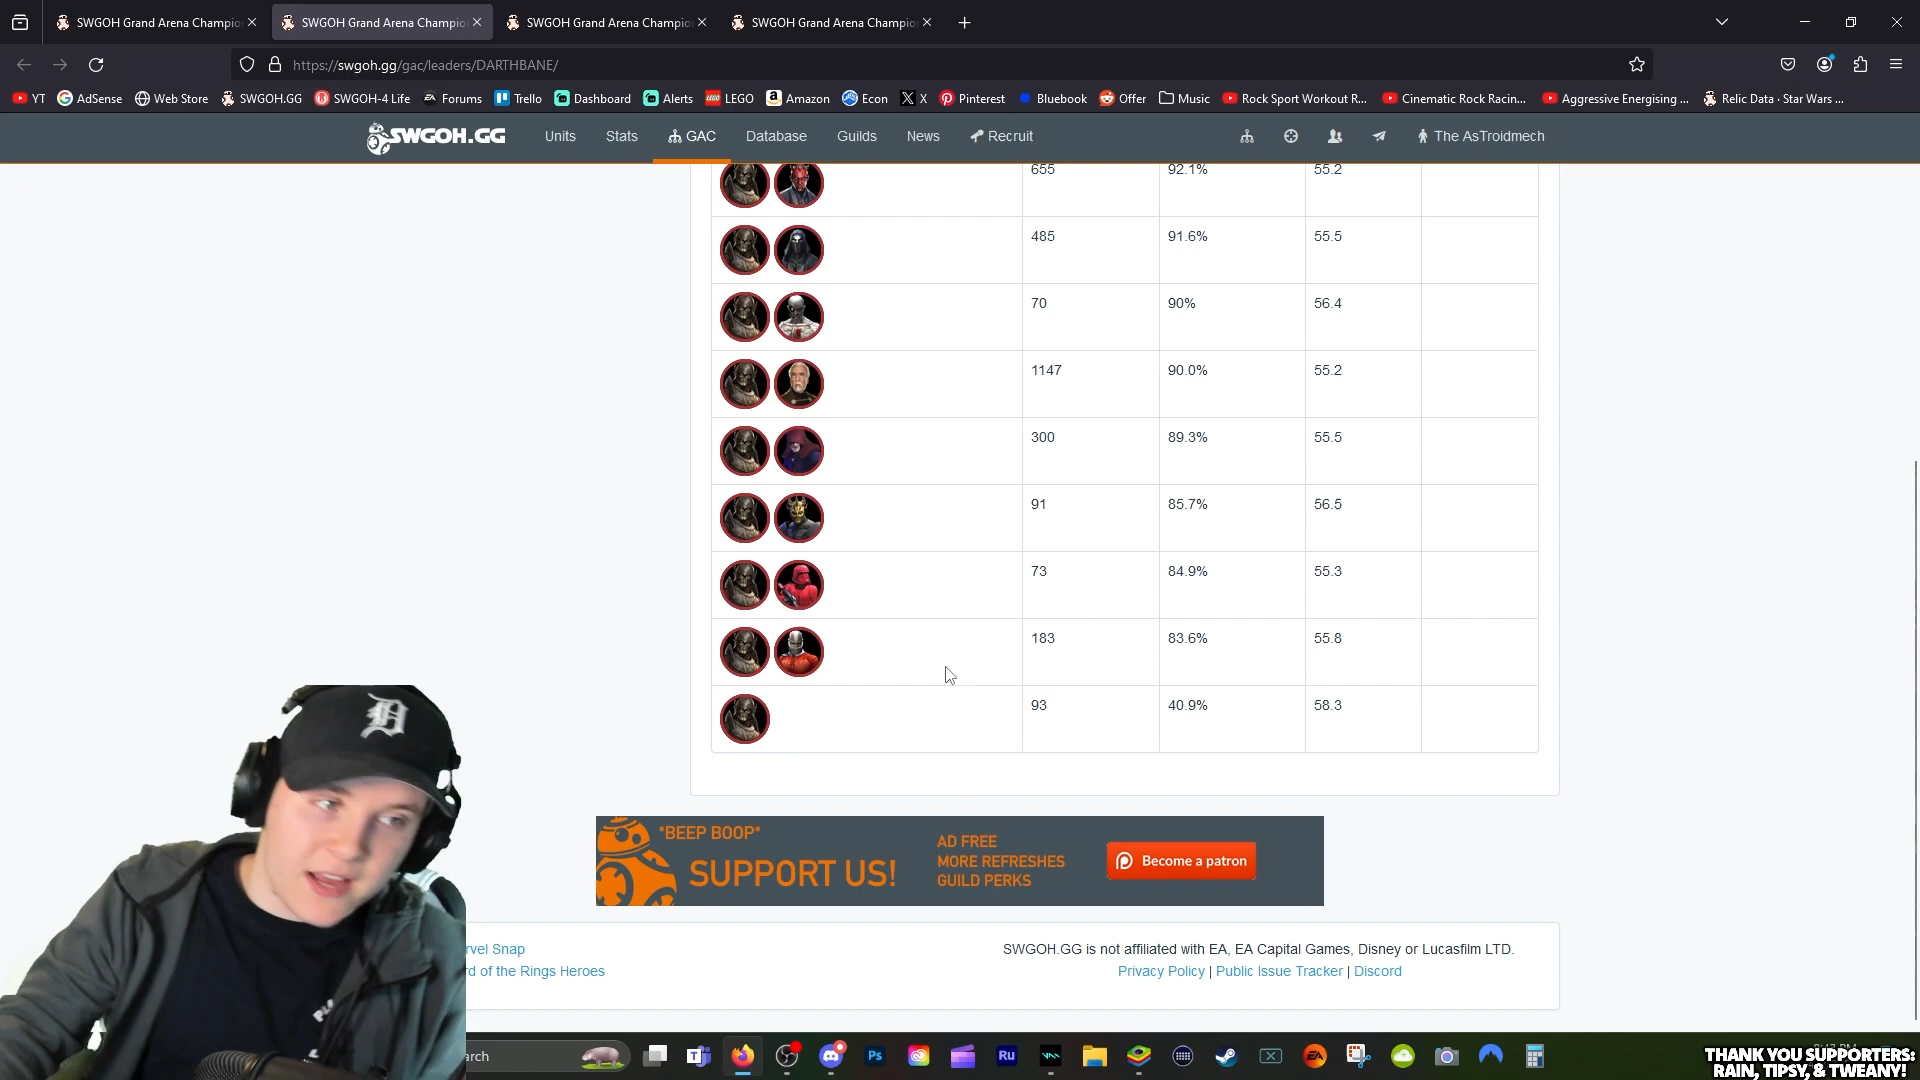 SWGOH Grand Arena Champio
SWGOH Grand Arena Champio
SWGOH Grand Arena Champio
SWGOH Grand Arena Champio
https://swgoh.gg/gac/leaders/DARTHBANE/
YT AdSense Web Store SWGOH.GG SWGOH-4 Life Forums Trello Dashboard Alerts LEGO Amazon Econ X Pinterest Bluebook Offer Music Rock Sport Workout R... Cinematic Rock Racin... Aggressive Energising ... Relic Data · Star Wars ...
SWGOH.GG Units Stats GAC Database Guilds News Recruit The AsTroidmech
655 92.1% 55.2
485 91.6% 55.5
70 90% 56.4
1147 90.0% 55.2
300 89.3% 55.5
91 85.7% 56.5
73 84.9% 55.3
183 83.6% 55.8
93 40.9% 58.3
*BEEP BOOP*
SUPPORT US!
AD FREE
MORE REFRESHES
GUILD PERKS
Become a patron
rvel Snap
rd of the Rings Heroes
SWGOH.GG is not affiliated with EA, EA Capital Games, Disney or Lucasfilm LTD.
Privacy Policy | Public Issue Tracker | Discord
arch
THANK YOU SUPPORTERS:
RAIN, TIPSY, & TWEANY!